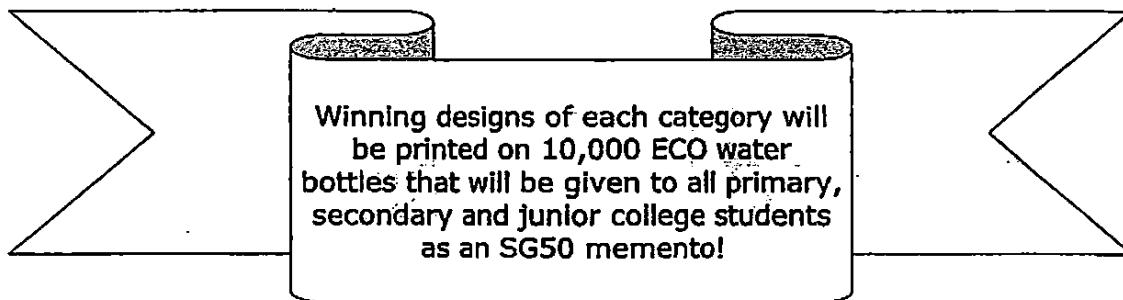 Winning designs of each category will
be printed on 10,000 ECO water
bottles that will be given to all primary,
secondary and junior college students
as an SG50 memento!